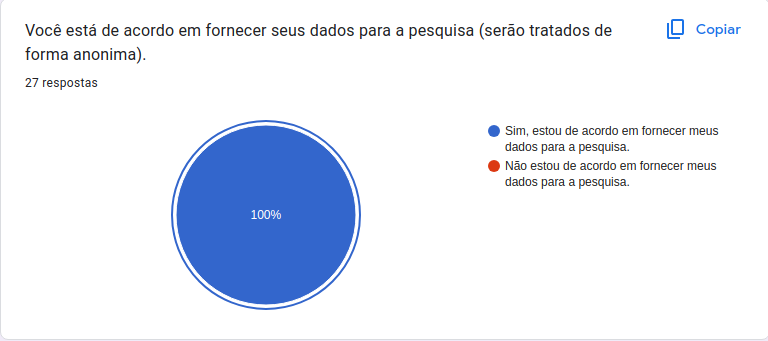 Você está de acordo em fornecer seus dados para a pesquisa (serão tratados de
forma anonima).
Copiar
27 respostas
100%
Sim, estou de acordo em fornecer meus
dados para a pesquisa.
Não estou de acordo em fornecer meus
dados para a pesquisa.